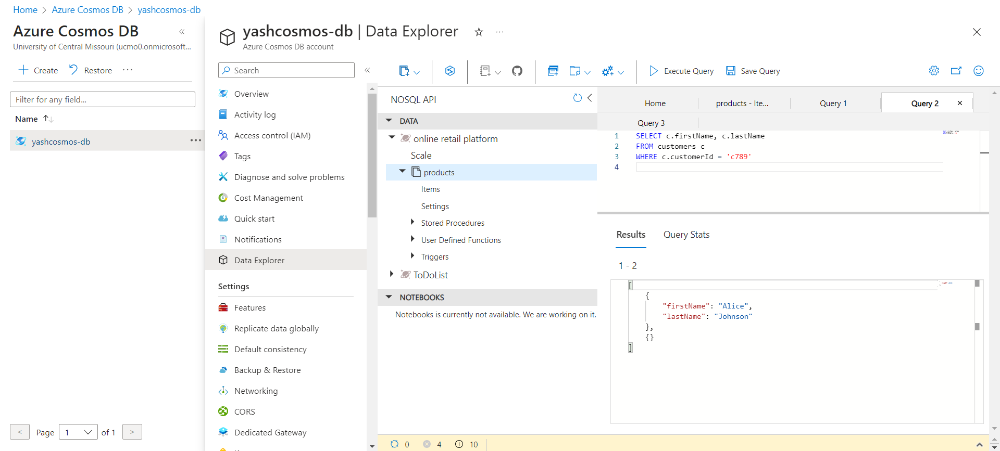 Home > Azure Cosmos DB > yashcosmos-db
Azure Cosmos DB
University of Central Missouri (ucmo0.onmicrosoft...
Create
Restore
Filter for any field...
Name
yashcosmos-db
< Page 1 of 1 >
yashcosmos-db | Data Explorer
Azure Cosmos DB account
Search
Overview
Activity log
Access control (IAM)
Tags
Diagnose and solve problems
Cost Management
Quick start
Notifications
Data Explorer
Settings
Features
Replicate data globally
Default consistency
Backup & Restore
Networking
CORS
Dedicated Gateway
Execute Query
Save Query
NOSQL API
DATA
online retail platform
Scale
products
Items
Settings
Stored Procedures
User Defined Functions
Triggers
ToDoList
NOTEBOOKS
Notebooks is currently not available. We are working on it.
Home
products - Ite...
Query 1
Query 2
Query 3
1 SELECT c.firstName, c.lastName
2 FROM customers c
3 WHERE c.customerId = 'c789'
4
Results
Query Stats
1 - 2
[
{
"firstName": "Alice",
"lastName": "Johnson"
},
{}
]
0 4 10